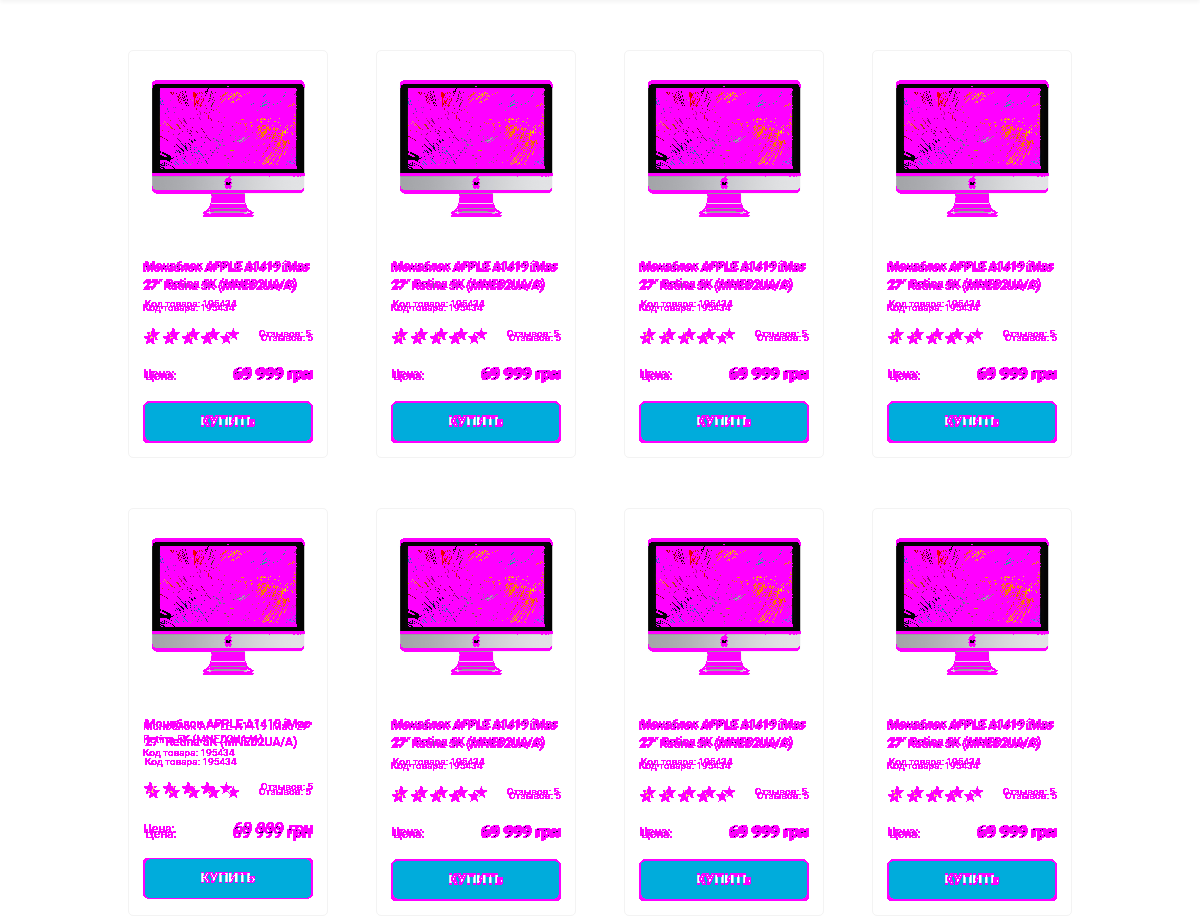 Моноблок APPLE A1419 iMac
27" Retina 5K (MNED2UA/A)
Код товара: 195434
Отзывов: 5
Цена: 69 999 грн
КУПИТЬ
Моноблок APPLE A1419 iMac
27" Retina 5K (MNED2UA/A)
Код товара: 195434
Отзывов: 5
Цена: 69 999 грн
КУПИТЬ
Моноблок APPLE A1419 iMac
27" Retina 5K (MNED2UA/A)
Код товара: 195434
Отзывов: 5
Цена: 69 999 грн
КУПИТЬ
Моноблок APPLE A1419 iMac
27" Retina 5K (MNED2UA/A)
Код товара: 195434
Отзывов: 5
Цена: 69 999 грн
КУПИТЬ
Моноблок APPLE A1419 iMac
27" Retina 5K (MNED2UA/A)
Код товара: 195434
Отзывов: 5
Цена: 69 999 грн
КУПИТЬ
Моноблок APPLE A1419 iMac
27" Retina 5K (MNED2UA/A)
Код товара: 195434
Отзывов: 5
Цена: 69 999 грн
КУПИТЬ
Моноблок APPLE A1419 iMac
27" Retina 5K (MNED2UA/A)
Код товара: 195434
Отзывов: 5
Цена: 69 999 грн
КУПИТЬ
Моноблок APPLE A1419 iMac
27" Retina 5K (MNED2UA/A)
Код товара: 195434
Отзывов: 5
Цена: 69 999 грн
КУПИТЬ